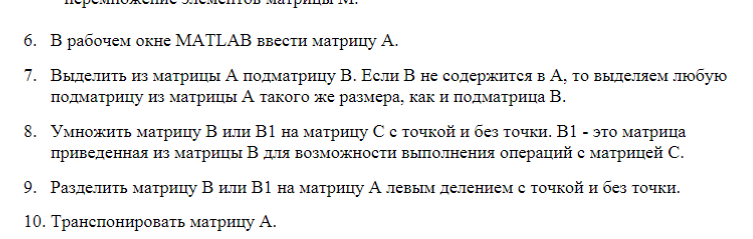 перемножение элементов матрицы М.
6. В рабочем окне MATLAB ввести матрицу А.
7. Выделить из матрицы А подматрицу В. Если В не содержится в А, то выделяем любую
подматрицу из матрицы А такого же размера, как и подматрица В.
8. Умножить матрицу В или В1 на матрицу С с точкой и без точки. В1 - это матрица
приведенная из матрицы В для возможности выполнения операций с матрицей С.
9. Разделить матрицу В или В1 на матрицу А левым делением с точкой и без точки.
10. Транспонировать матрицу А.